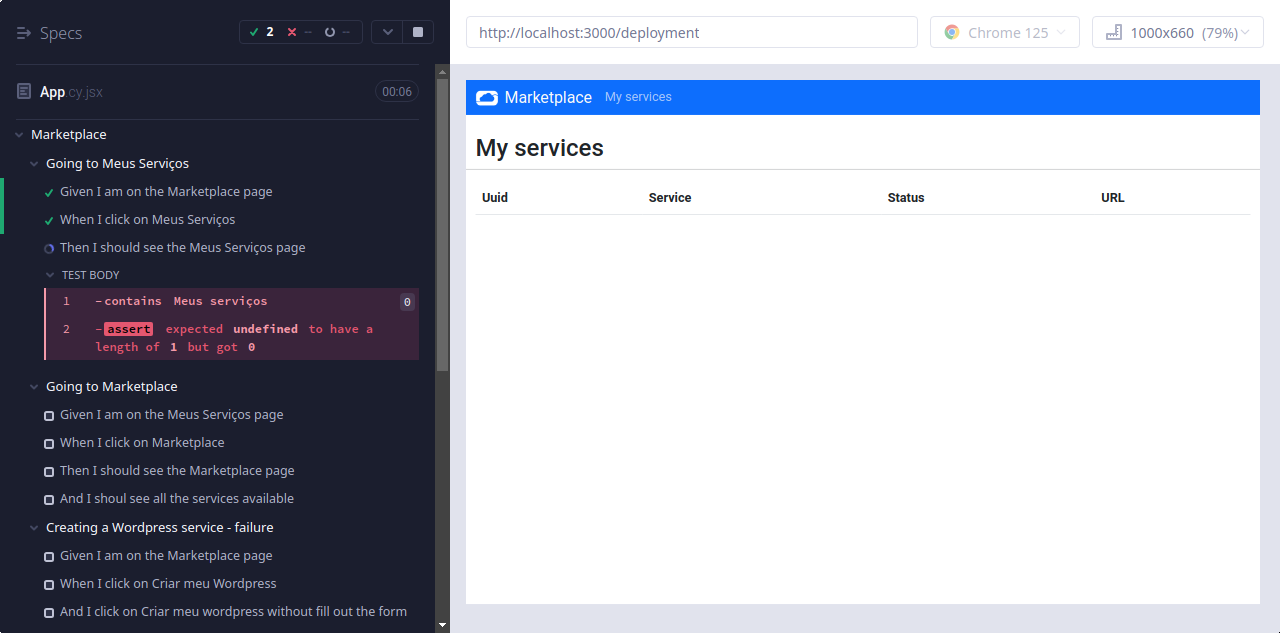 Specs
2 -- --
App.cy.jsx 00:06
Marketplace
Going to Meus Serviços
Given I am on the Marketplace page
When I click on Meus Serviços
Then I should see the Meus Serviços page
TEST BODY
1 -contains Meus serviços 0
2 -assert expected undefined to have a
length of 1 but got 0
Going to Marketplace
Given I am on the Meus Serviços page
When I click on Marketplace
Then I should see the Marketplace page
And I shoul see all the services available
Creating a Wordpress service - failure
Given I am on the Marketplace page
When I click on Criar meu Wordpress
And I click on Criar meu wordpress without fill out the form
http://localhost:3000/deployment
Chrome 125
1000x660 (79%)
Marketplace My services
My services
Uuid Service Status URL